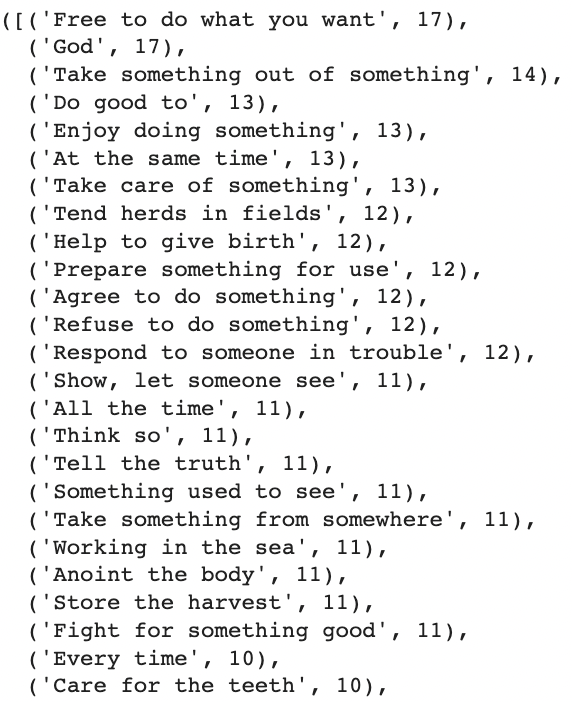 ([('Free to do what you want', 17),
('God', 17),
('Take something out of something', 14),
('Do good to', 13),
('Enjoy doing something', 13),
('At the same time', 13),
('Take care of something', 13),
('Tend herds in fields', 12),
('Help to give birth', 12),
('Prepare something for use', 12),
('Agree to do something', 12),
('Refuse to do something', 12),
('Respond to someone in trouble', 12),
('Show, let someone see', 11),
('All the time', 11),
('Think so', 11),
('Tell the truth', 11),
('Something used to see', 11),
('Take something from somewhere', 11),
('Working in the sea', 11),
('Anoint the body', 11),
('Store the harvest', 11),
('Fight for something good', 11),
('Every time', 10),
('Care for the teeth', 10),